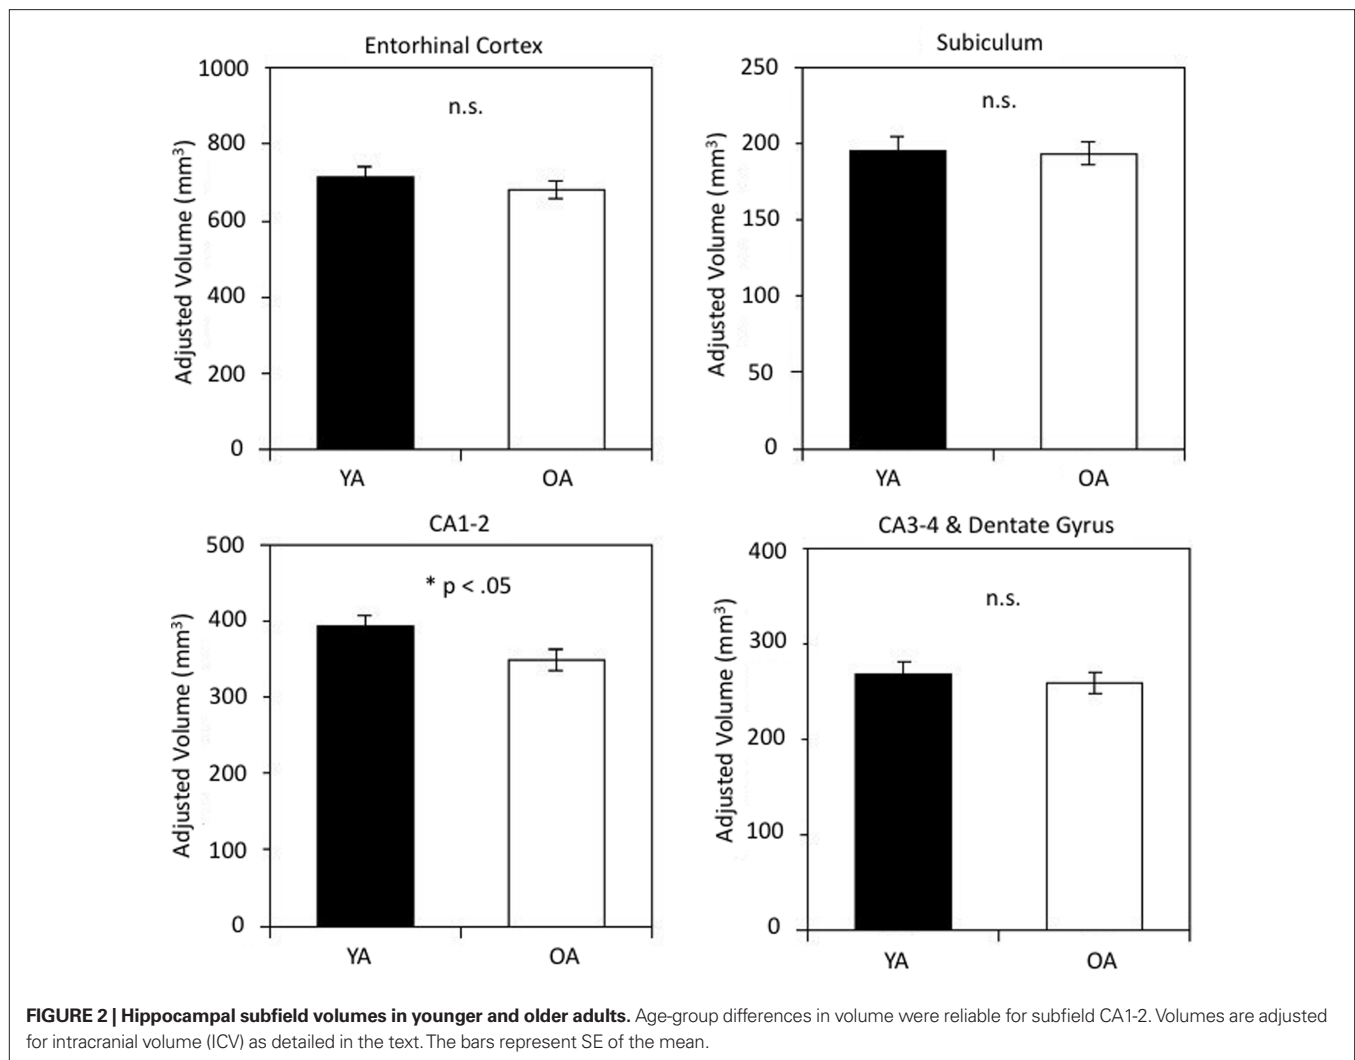 Entorhinal Cortex
1000
800
600
400
200
0
Adjusted Volume (mm³)
n.s.
YA
OA
Subiculum
250
200
150
100
50
0
Adjusted Volume (mm³)
n.s.
YA
OA
CA1-2
500
400
300
200
100
0
Adjusted Volume (mm³)
* p < .05
YA
OA
CA3-4 & Dentate Gyrus
400
300
200
100
0
Adjusted Volume (mm³)
n.s.
YA
OA
FIGURE 2 | Hippocampal subfield volumes in younger and older adults. Age-group differences in volume were reliable for subfield CA1-2. Volumes are adjusted
for intracranial volume (ICV) as detailed in the text. The bars represent SE of the mean.